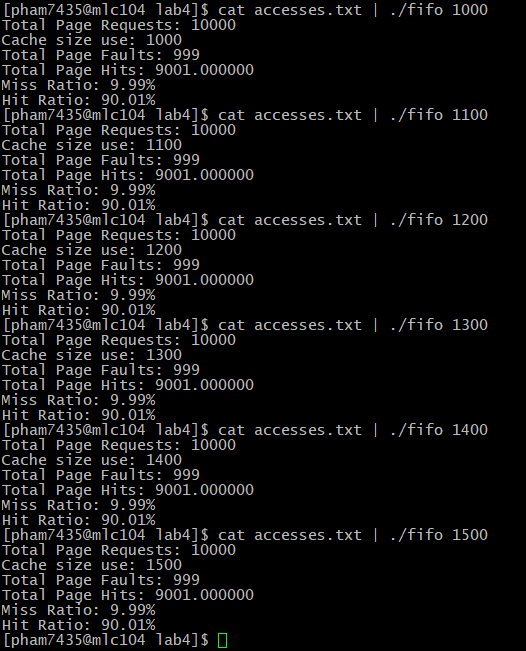 [pham7435@mlc104 lab4]$ cat accesses.txt | ./fifo 1000
Total Page Requests: 10000
Cache size use: 1000
Total Page Faults: 999
Total Page Hits: 9001.000000
Miss Ratio: 9.99%
Hit Ratio: 90.01%
[pham7435@mlc104 lab4]$ cat accesses.txt | ./fifo 1100
Total Page Requests: 10000
Cache size use: 1100
Total Page Faults: 999
Total Page Hits: 9001.000000
Miss Ratio: 9.99%
Hit Ratio: 90.01%
[pham7435@mlc104 lab4]$ cat accesses.txt | ./fifo 1200
Total Page Requests: 10000
Cache size use: 1200
Total Page Faults: 999
Total Page Hits: 9001.000000
Miss Ratio: 9.99%
Hit Ratio: 90.01%
[pham7435@mlc104 lab4]$ cat accesses.txt | ./fifo 1300
Total Page Requests: 10000
Cache size use: 1300
Total Page Faults: 999
Total Page Hits: 9001.000000
Miss Ratio: 9.99%
Hit Ratio: 90.01%
[pham7435@mlc104 lab4]$ cat accesses.txt | ./fifo 1400
Total Page Requests: 10000
Cache size use: 1400
Total Page Faults: 999
Total Page Hits: 9001.000000
Miss Ratio: 9.99%
Hit Ratio: 90.01%
[pham7435@mlc104 lab4]$ cat accesses.txt | ./fifo 1500
Total Page Requests: 10000
Cache size use: 1500
Total Page Faults: 999
Total Page Hits: 9001.000000
Miss Ratio: 9.99%
Hit Ratio: 90.01%
[pham7435@mlc104 lab4]$